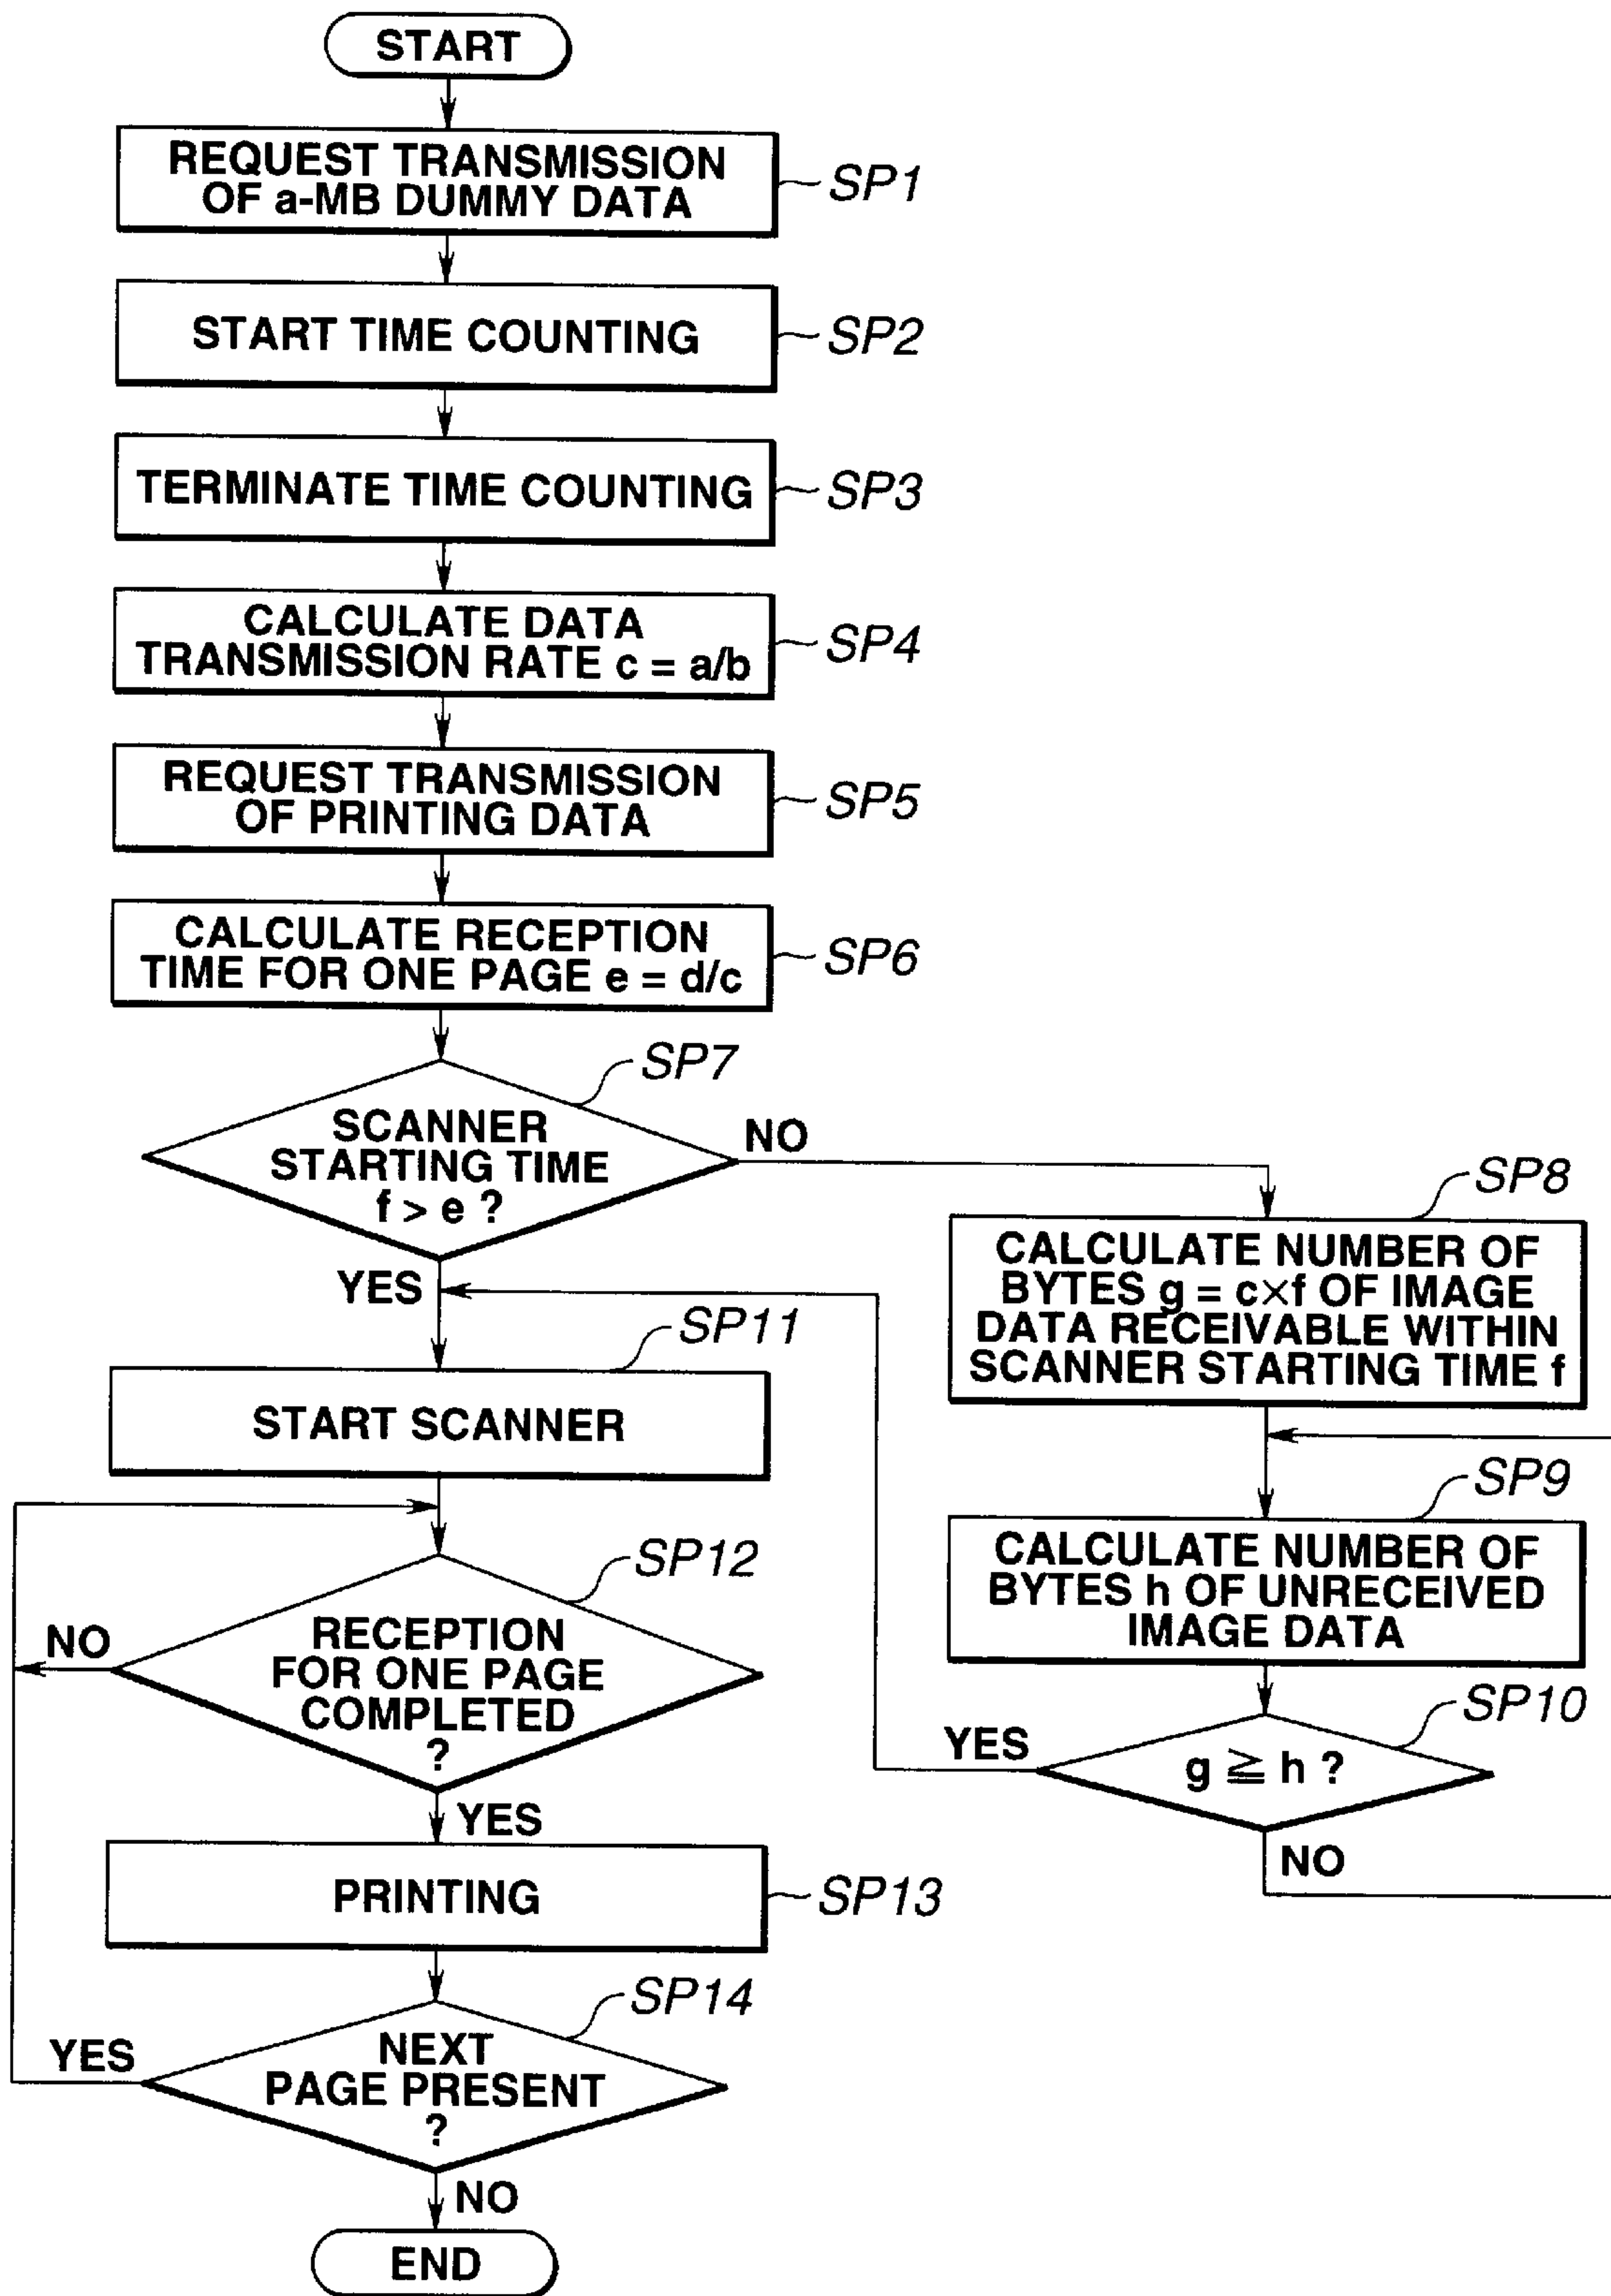 START
REQUEST TRANSMISSION
OF a-MB DUMMY DATA
SP1
START TIME COUNTING
SP2
TERMINATE TIME COUNTING
SP3
CALCULATE DATA
TRANSMISSION RATE c = a/b
SP4
REQUEST TRANSMISSION
OF PRINTING DATA
SP5
CALCULATE RECEPTION
TIME FOR ONE PAGE e = d/c
SP6
SP7
SCANNER
STARTING TIME
f > e ?
NO
YES
SP8
CALCULATE NUMBER OF
BYTES g = c×f OF IMAGE
DATA RECEIVABLE WITHIN
SCANNER STARTING TIME f
SP9
CALCULATE NUMBER OF
BYTES h OF UNRECEIVED
IMAGE DATA
SP10
g ≧ h ?
YES
NO
SP11
START SCANNER
SP12
RECEPTION
FOR ONE PAGE
COMPLETED
?
NO
YES
PRINTING
SP13
SP14
NEXT
PAGE PRESENT
?
YES
NO
END